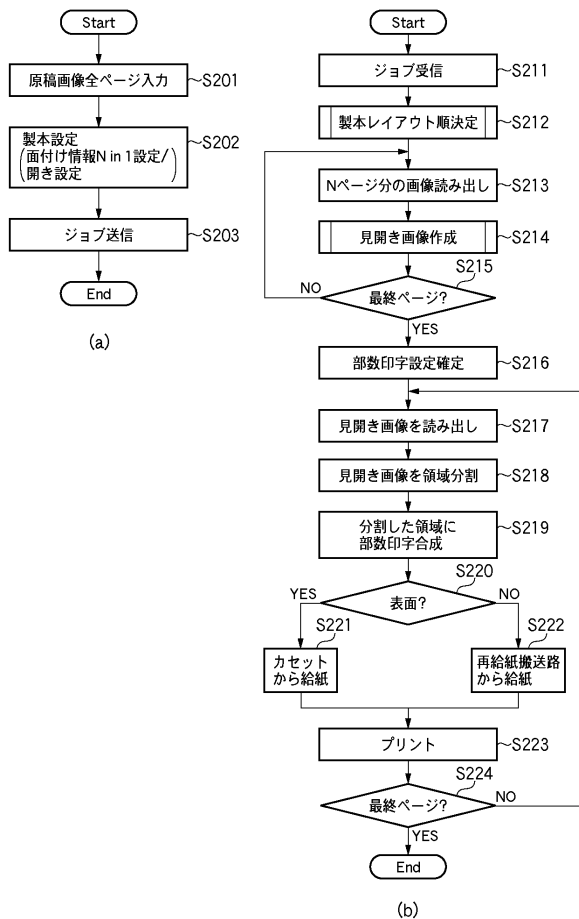 Start
原稿画像全ページ入力
S201
製本設定
(面付け情報N in 1設定/
開き設定)
S202
ジョブ送信
S203
End
(a)
Start
ジョブ受信
S211
製本レイアウト順決定
S212
Nページ分の画像読み出し
S213
見開き画像作成
S214
S215
最終ページ?
NO
YES
部数印字設定確定
S216
見開き画像を読み出し
S217
見開き画像を領域分割
S218
分割した領域に
部数印字合成
S219
S220
表面?
YES
NO
S221
カセット
から給紙
S222
再給紙搬送路
から給紙
プリント
S223
S224
最終ページ?
NO
YES
End
(b)